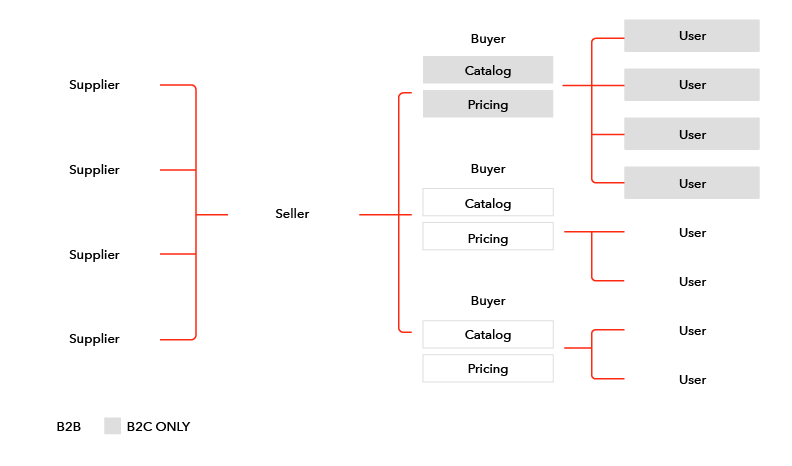 Supplier
Supplier
Supplier
Supplier
Seller
Buyer
Catalog
Pricing
Buyer
Catalog
Pricing
Buyer
Catalog
Pricing
User
User
User
User
User
User
User
User
B2B
B2C ONLY